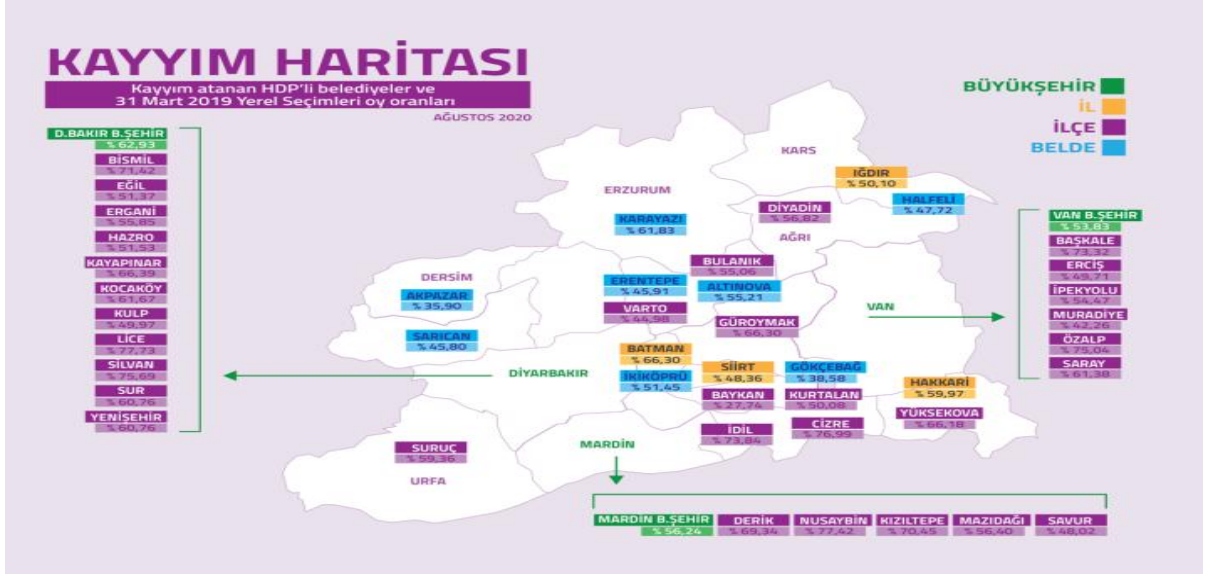 KAYYIM HARİTASI
Kayyım atanan HDP'li belediyeler ve
31 Mart 2019 Yerel Seçimleri oy oranları
AĞUSTOS 2020
BÜYÜKŞEHİR
İL
İLÇE
BELDE
D.BAKIR B.ŞEHİR
% 62,93
BİSMİL
% 71,42
EĞİL
% 51,37
ERGANİ
% 55,85
HAZRO
% 51,53
KAYAPINAR
% 66,39
KOCAKÖY
% 61,67
KULP
% 49,97
LİCE
% 77,73
SİLVAN
% 75,69
SUR
% 60,76
YENİŞEHİR
% 60,76
KARS
IĞDIR
% 50,10
HALFELİ
% 47,72
ERZURUM
KARAYAZI
% 61,83
DİYADİN
% 56,82
AĞRI
DERSİM
AKPAZAR
% 35,90
SARICAN
% 45,80
BULANIK
% 55,06
ERENTEPE
% 45,91
ALTINOVA
% 55,21
VARTO
% 44,98
GÜROYMAK
% 66,30
VAN
DİYARBAKIR
BATMAN
% 66,30
İKİKÖPRÜ
% 51,45
SİİRT
% 48,36
GÖKÇEBAĞ
% 38,58
BAYKAN
% 27,74
KURTALAN
% 50,08
HAKKARİ
% 59,97
YÜKSEKOVA
% 66,18
İDİL
% 73,84
CİZRE
% 76,99
MARDİN
SURUÇ
% 59,36
URFA
VAN B.ŞEHİR
% 53,83
BAŞKALE
% 73,32
ERCİŞ
% 49,71
İPEKYOLU
% 54,47
MURADİYE
% 42,26
ÖZALP
% 75,04
SARAY
% 61,38
MARDİN B.ŞEHİR DERİK NUSAYBİN KIZILTEPE MAZIDAĞI SAVUR
% 56,24 % 69,34 % 77,42 % 70,45 % 56,40 % 48,02